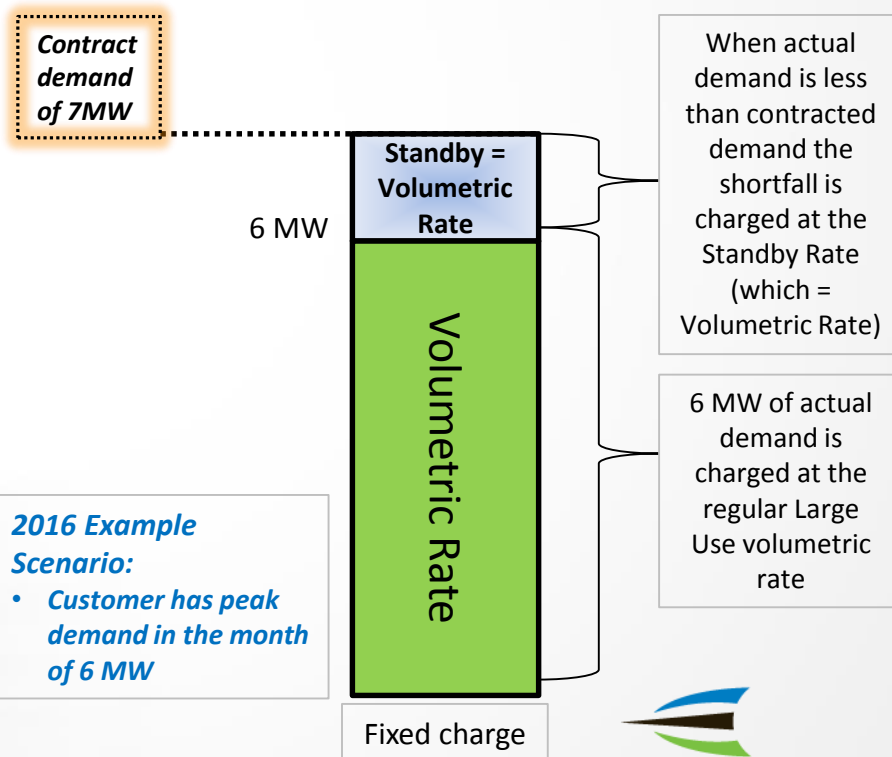 Contract
demand
of 7MW
Standby =
Volumetric
Rate
6 MW
Volumetric Rate
When actual
demand is less
than contracted
demand the
shortfall is
charged at the
Standby Rate
(which =
Volumetric Rate)
6 MW of actual
demand is
charged at the
regular Large
Use volumetric
rate
2016 Example
Scenario:
• Customer has peak
demand in the month
of 6 MW
Fixed charge